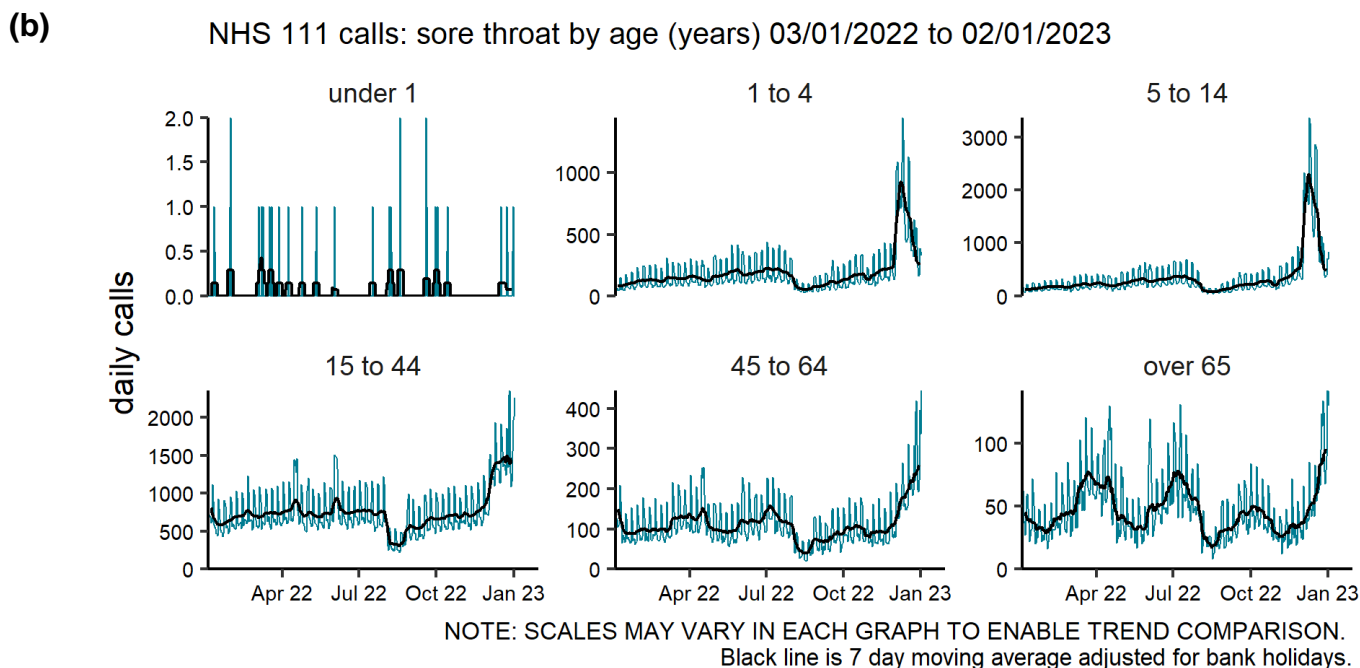 (b)
NHS 111 calls: sore throat by age (years) 03/01/2022 to 02/01/2023
under 1
1 to 4
5 to 14
2.0
1.5
1.0
0.5
0.0
1000
500
0
3000
2000
1000
0
daily calls
15 to 44
45 to 64
over 65
2000
1500
1000
500
0
400
300
200
100
0
100
50
0
Apr 22 Jul 22 Oct 22 Jan 23
Apr 22 Jul 22 Oct 22 Jan 23
Apr 22 Jul 22 Oct 22 Jan 23
NOTE: SCALES MAY VARY IN EACH GRAPH TO ENABLE TREND COMPARISON.
Black line is 7 day moving average adjusted for bank holidays.